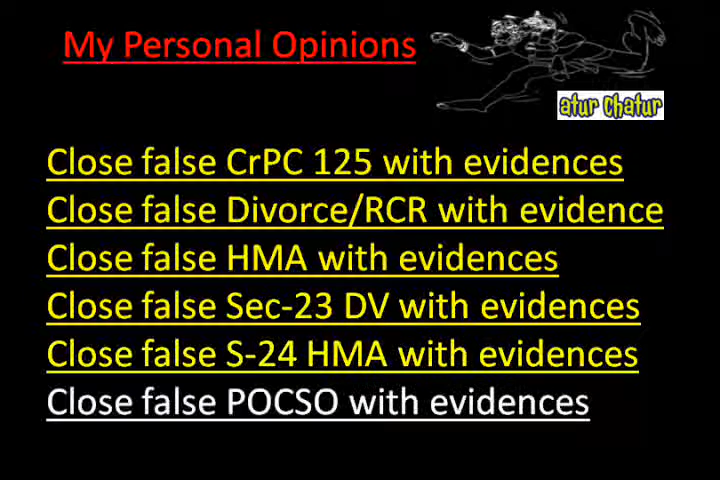 My Personal Opinions
atur chatur
Close false CrPC 125 with evidences
Close false Divorce/RCR with evidence
Close false HMA with evidences
Close false Sec-23 DV with evidences
Close false S-24 HMA with evidences
Close false POCSO with evidences